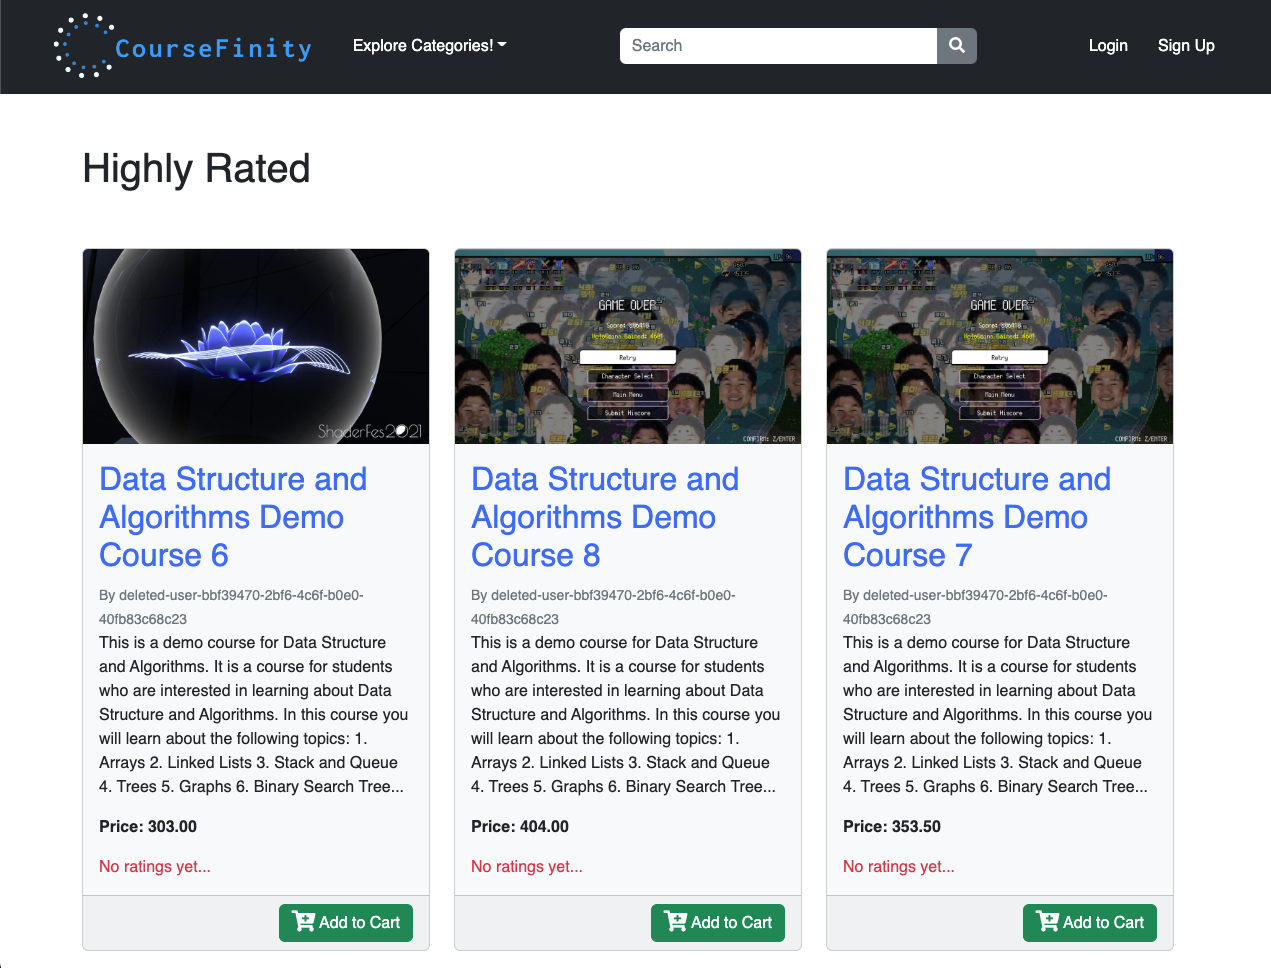 CourseFinity
Explore Categories!
Search
Login
Sign Up
Highly Rated
ShaderFes2021
Data Structure and
Algorithms Demo
Course 6
By deleted-user-bbf39470-2bf6-4c6f-b0e0-
40fb83c68c23
This is a demo course for Data Structure
and Algorithms. It is a course for students
who are interested in learning about Data
Structure and Algorithms. In this course you
will learn about the following topics: 1.
Arrays 2. Linked Lists 3. Stack and Queue
4. Trees 5. Graphs 6. Binary Search Tree...
Price: 303.00
No ratings yet...
Add to Cart
GAME OVER
Retry
Character Select
Main Menu
Submit Hiscore
CONFIRM: Z/ENTER
Data Structure and
Algorithms Demo
Course 8
By deleted-user-bbf39470-2bf6-4c6f-b0e0-
40fb83c68c23
This is a demo course for Data Structure
and Algorithms. It is a course for students
who are interested in learning about Data
Structure and Algorithms. In this course you
will learn about the following topics: 1.
Arrays 2. Linked Lists 3. Stack and Queue
4. Trees 5. Graphs 6. Binary Search Tree...
Price: 404.00
No ratings yet...
Add to Cart
GAME OVER
Retry
Character Select
Main Menu
Submit Hiscore
CONFIRM: Z/ENTER
Data Structure and
Algorithms Demo
Course 7
By deleted-user-bbf39470-2bf6-4c6f-b0e0-
40fb83c68c23
This is a demo course for Data Structure
and Algorithms. It is a course for students
who are interested in learning about Data
Structure and Algorithms. In this course you
will learn about the following topics: 1.
Arrays 2. Linked Lists 3. Stack and Queue
4. Trees 5. Graphs 6. Binary Search Tree...
Price: 353.50
No ratings yet...
Add to Cart